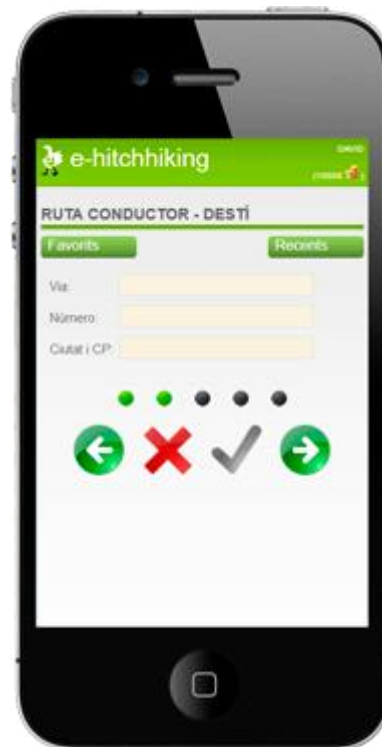 e-hitchhiking
RUTA CONDUCTOR - DESTÍ
Favorits
Recents
Via:
Número:
Ciutat i CP: